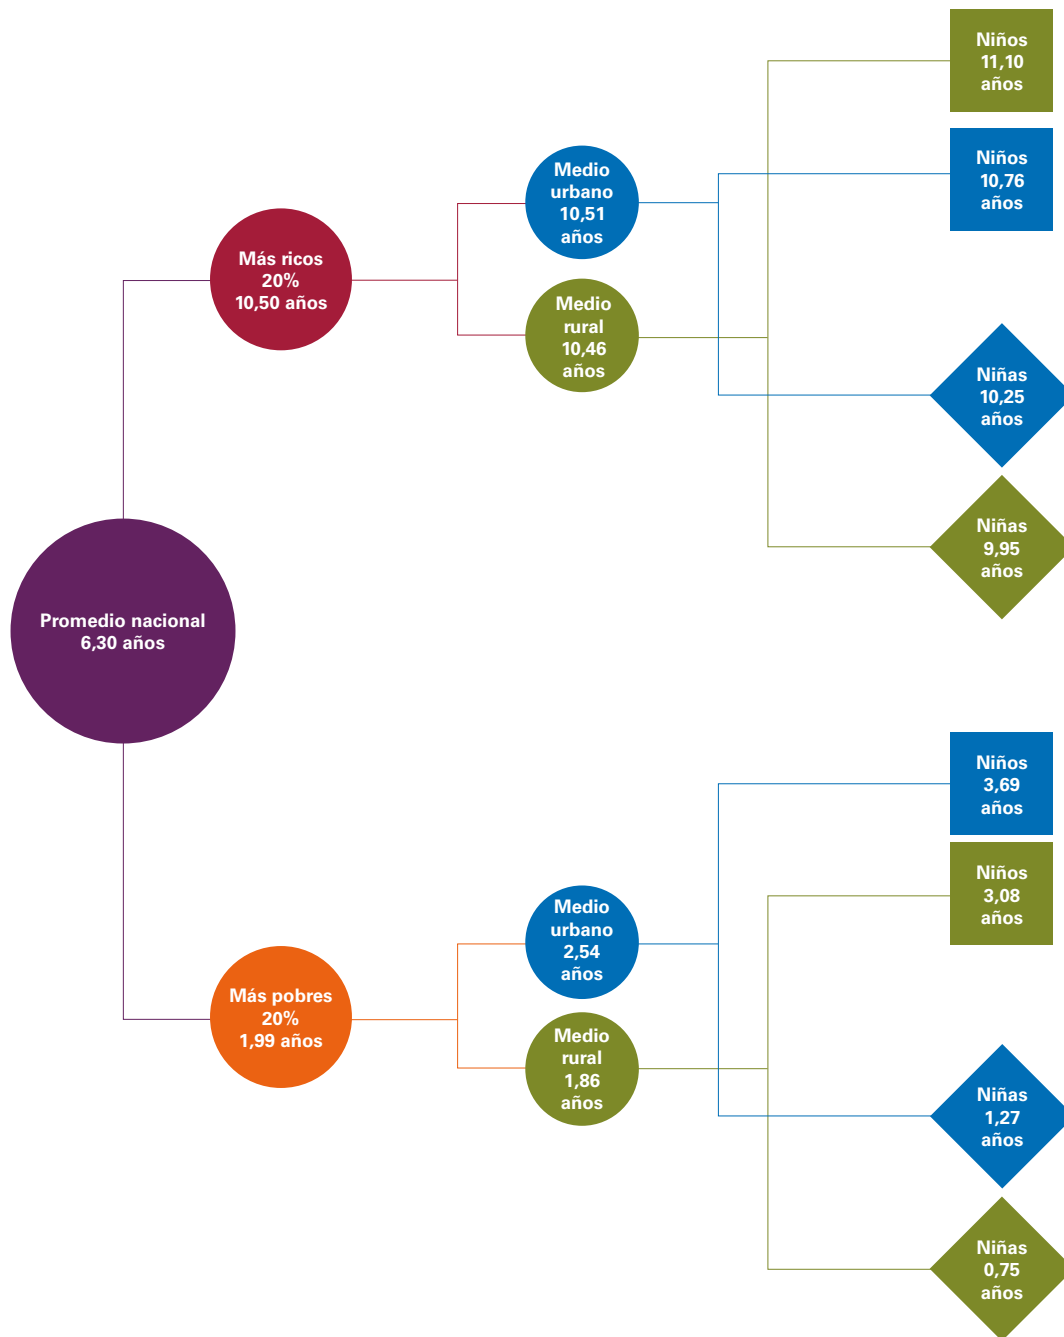 Niños
11,10
años
Niños
10,76
años
Medio
urbano
10,51
años
Más ricos
20%
10,50 años
Medio
rural
10,46
años
Niñas
10,25
años
Niñas
9,95
años
Promedio nacional
6,30 años
Niños
3,69
años
Niños
3,08
años
Medio
urbano
2,54
años
Más pobres
20%
1,99 años
Medio
rural
1,86
años
Niñas
1,27
años
Niñas
0,75
años